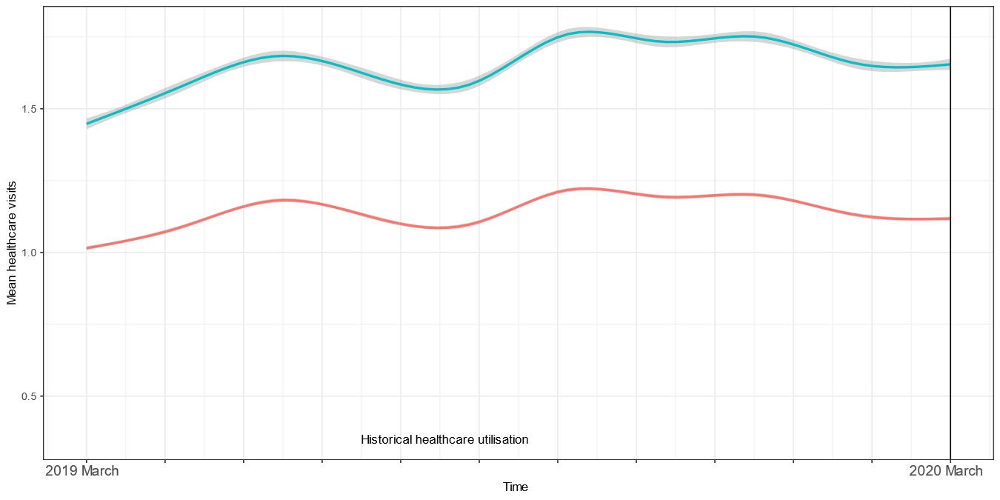 Mean healthcare visits
1.5
1.0
0.5
Historical healthcare utilisation
2019 March
2020 March
Time